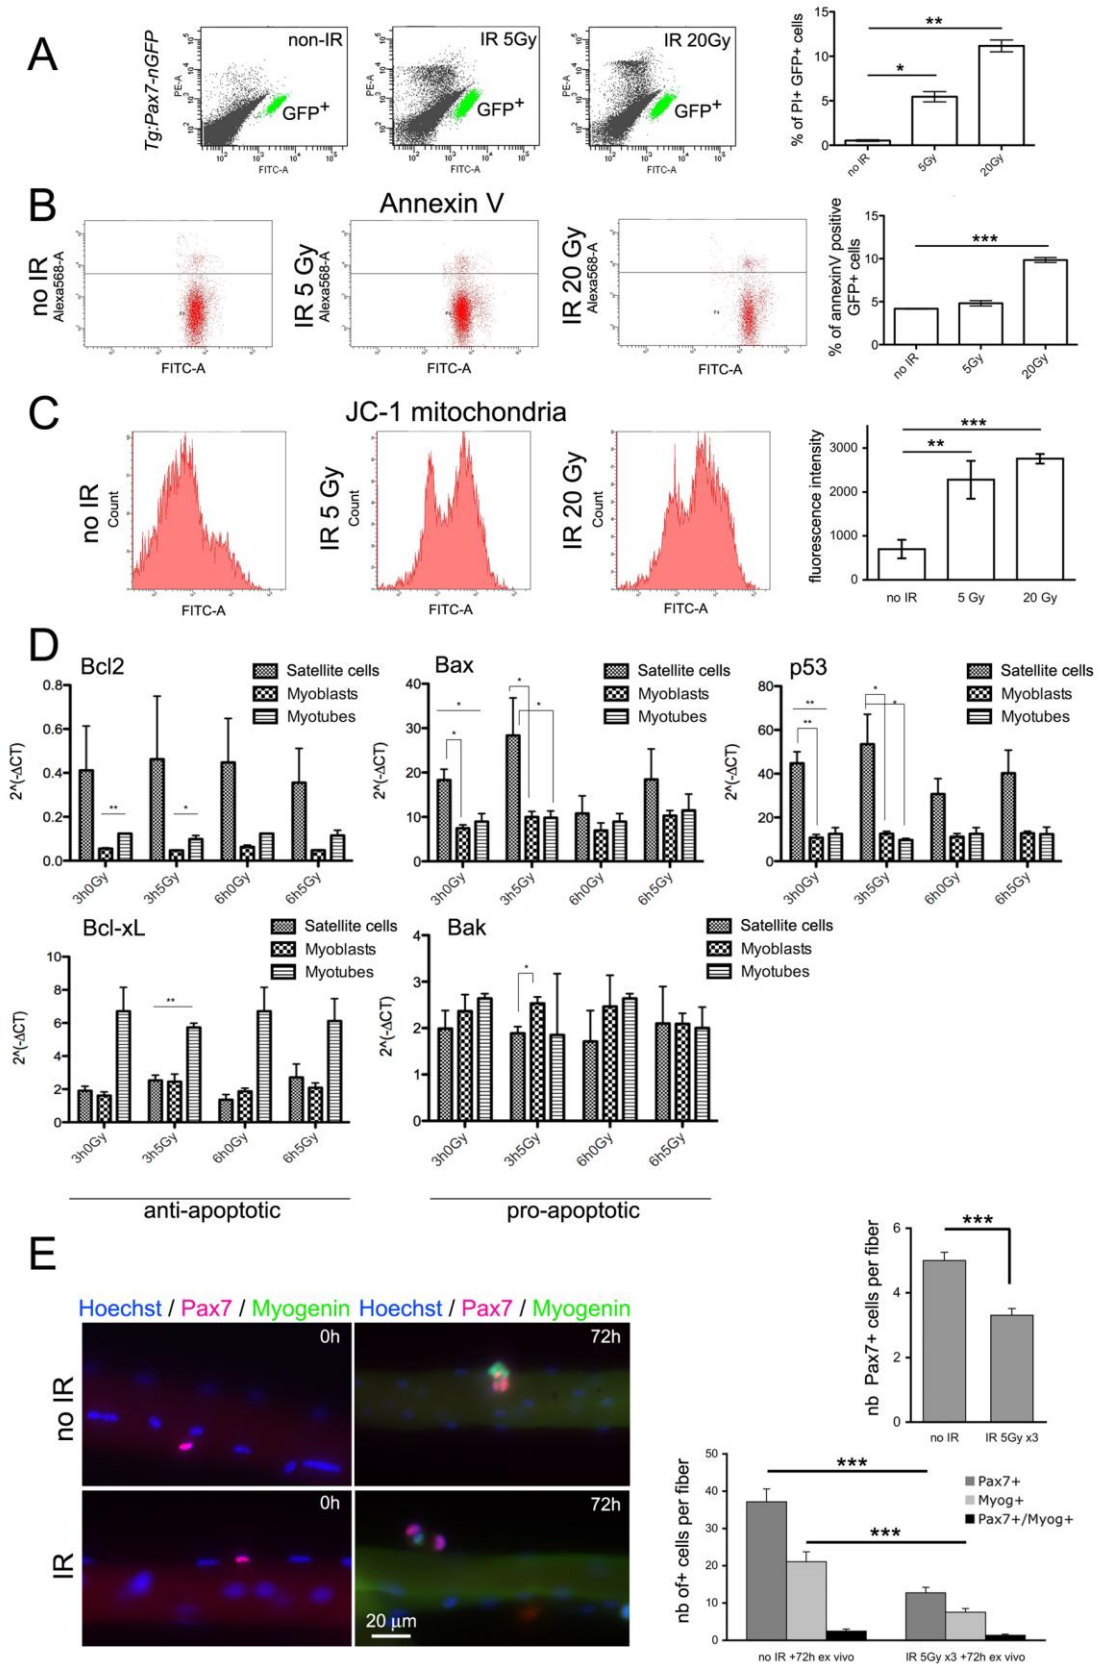 A
Tg:Pax7-nGFP
non-IR
IR 5Gy
IR 20Gy
PE-A
GFP+
GFP+
GFP+
FITC-A
FITC-A
FITC-A
% of PI+ GFP+ cells
15
10
5
0
**
*
no IR
5Gy
20Gy
B
Annexin V
no IR
Alexa568-A
IR 5 Gy
Alexa568-A
IR 20 Gy
Alexa568-A
FITC-A
FITC-A
FITC-A
% of annexinV positive
GFP+ cells
15
10
5
0
***
no IR
5Gy
20Gy
C
JC-1 mitochondria
no IR
Count
IR 5 Gy
Count
IR 20 Gy
Count
FITC-A
FITC-A
FITC-A
fluorescence intensity
3000
2000
1000
0
***
**
no IR
5 Gy
20 Gy
D
Bcl2
Satellite cells
Myoblasts
Myotubes
2^(-ΔCT)
0.8
0.6
0.4
0.2
0.0
**
*
3h0Gy
3h5Gy
6h0Gy
6h5Gy
Bax
Satellite cells
Myoblasts
Myotubes
2^(-ΔCT)
40
30
20
10
0
*
*
*
*
3h0Gy
3h5Gy
6h0Gy
6h5Gy
p53
Satellite cells
Myoblasts
Myotubes
2^(-ΔCT)
80
60
40
20
0
**
**
*
*
3h0Gy
3h5Gy
6h0Gy
6h5Gy
Bcl-xL
Satellite cells
Myoblasts
Myotubes
2^(-ΔCT)
10
8
6
4
2
0
**
3h0Gy
3h5Gy
6h0Gy
6h5Gy
Bak
Satellite cells
Myoblasts
Myotubes
2^(-ΔCT)
4
3
2
1
0
*
3h0Gy
3h5Gy
6h0Gy
6h5Gy
anti-apoptotic
pro-apoptotic
E
Hoechst / Pax7 / Myogenin
Hoechst / Pax7 / Myogenin
no IR
0h
72h
IR
0h
72h
20 μm
nb Pax7+ cells per fiber
6
4
2
0
***
no IR
IR 5Gy x3
nb of+ cells per fiber
50
40
30
20
10
0
***
***
Pax7+
Myog+
Pax7+/Myog+
no IR +72h ex vivo
IR 5Gy x3 +72h ex vivo